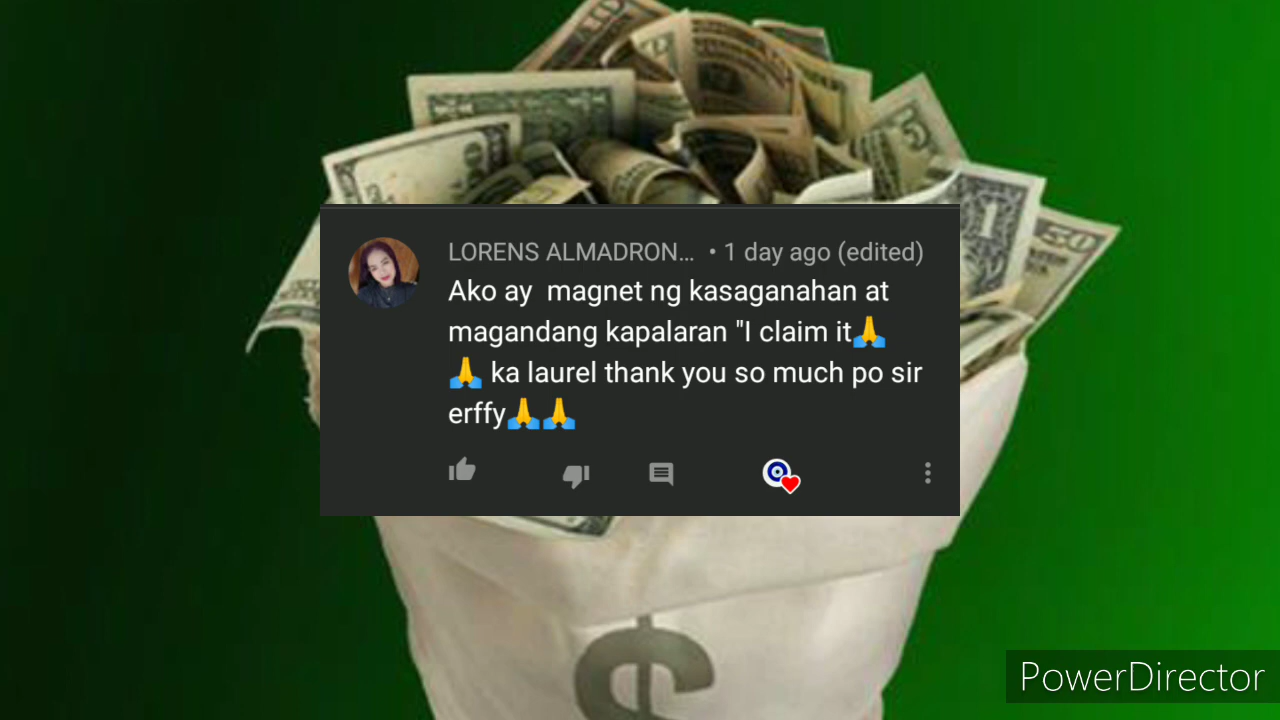 LORENS ALMADRON... • 1 day ago (edited)
Ako ay  magnet ng kasaganahan at
magandang kapalaran "I claim it🙏
🙏 ka laurel thank you so much po sir
erffy🙏🙏
$
PowerDirector